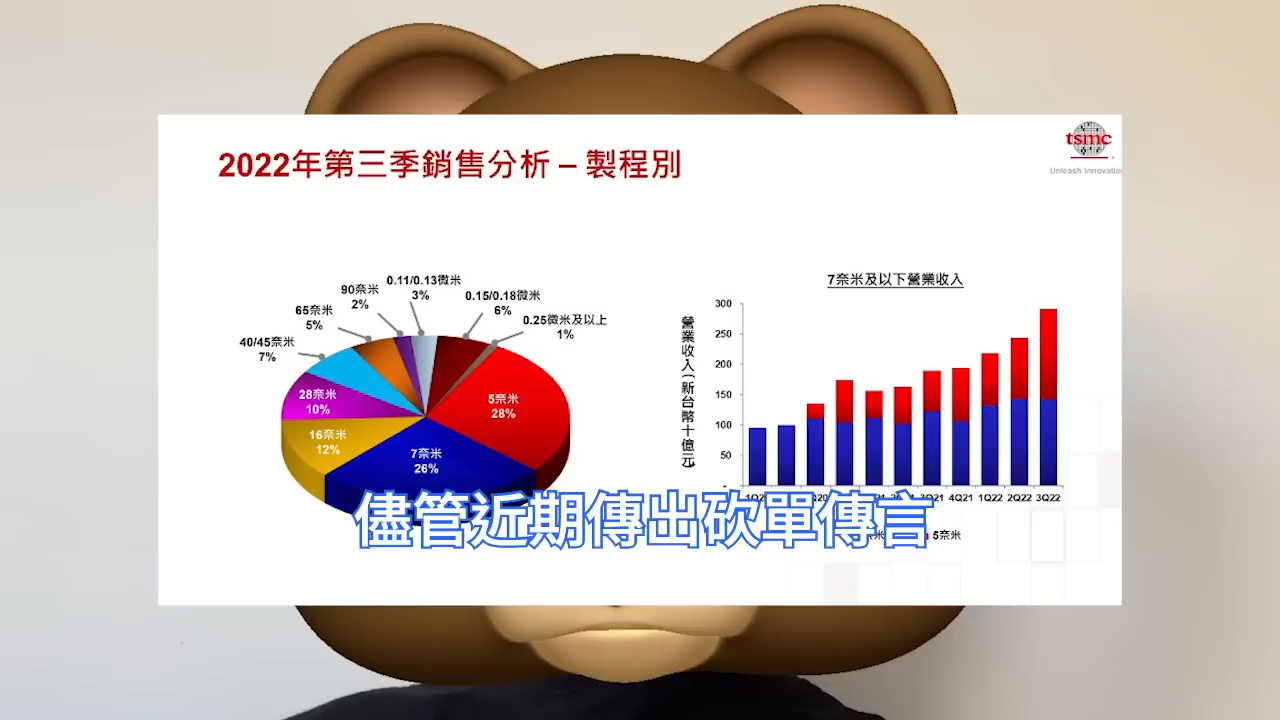 2022年第三季銷售分析 – 製程別
tsmc
Unleash Innovation
0.11/0.13微米
3%
90奈米
2%
0.15/0.18微米
6%
65奈米
5%
0.25微米及以上
1%
40/45奈米
7%
28奈米
10%
5奈米
28%
16奈米
12%
7奈米
26%
7奈米及以下營業收入
營業收入(新台幣十億元)
300
250
200
150
100
50
-
3Q21
4Q21
1Q22
2Q22
3Q22
5奈米
儘管近期傳出砍單傳言